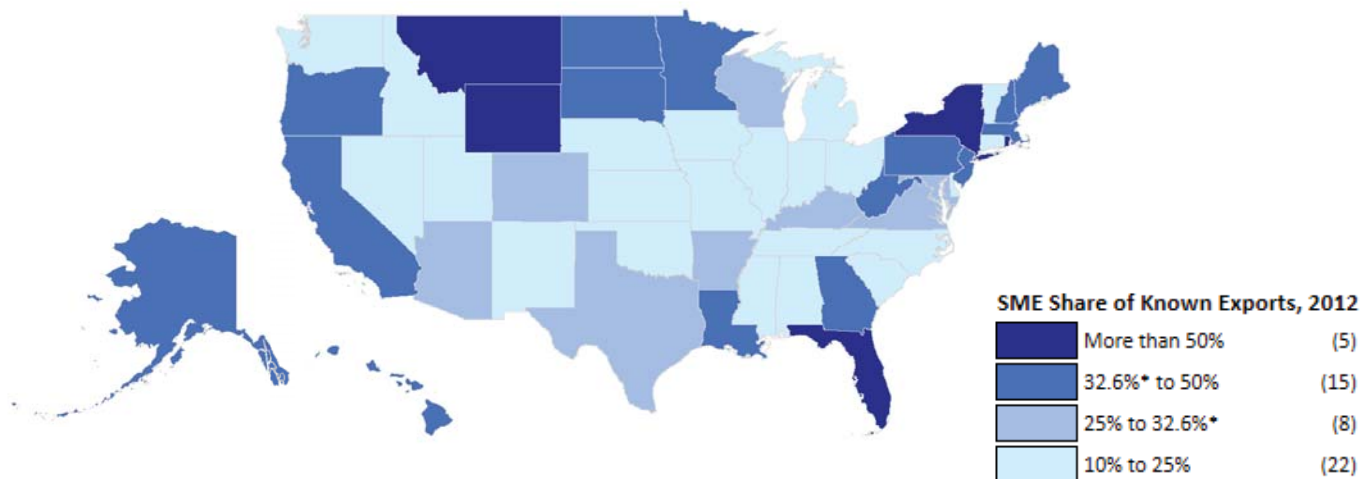 SME Share of Known Exports, 2012
More than 50% (5)
32.6%* to 50% (15)
25% to 32.6%* (8)
10% to 25% (22)